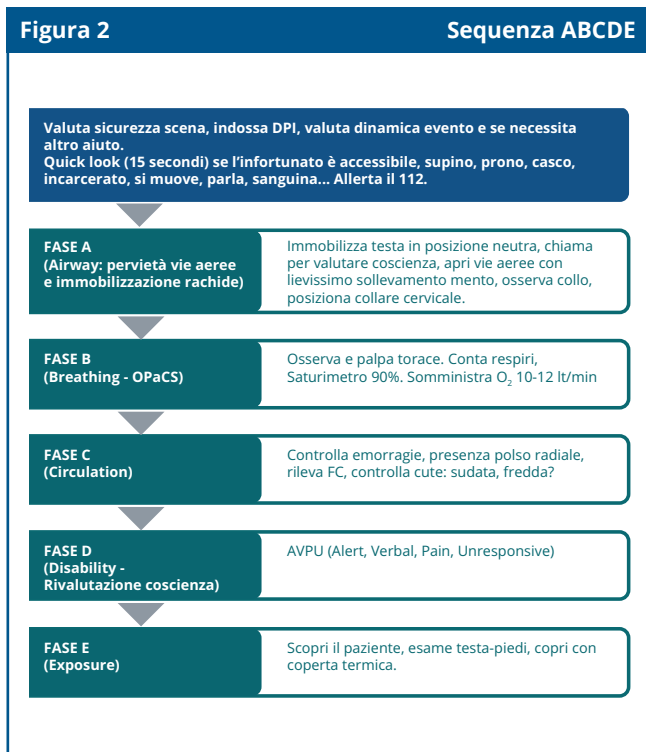 Figura 2
Sequenza ABCDE
Valuta sicurezza scena, indossa DPI, valuta dinamica evento e se necessita
altro aiuto.
Quick look (15 secondi) se l’infortunato è accessibile, supino, prono, casco,
incarcerato, si muove, parla, sanguina... Allerta il 112.
FASE A
(Airway: pervietà vie aeree
e immobilizzazione rachide)
Immobilizza testa in posizione neutra, chiama
per valutare coscienza, apri vie aeree con
lievissimo sollevamento mento, osserva collo,
posiziona collare cervicale.
FASE B
(Breathing - OPaCS)
Osserva e palpa torace. Conta respiri,
Saturimetro 90%. Somministra O₂ 10-12 lt/min
FASE C
(Circulation)
Controlla emorragie, presenza polso radiale,
rileva FC, controlla cute: sudata, fredda?
FASE D
(Disability -
Rivalutazione coscienza)
AVPU (Alert, Verbal, Pain, Unresponsive)
FASE E
(Exposure)
Scopri il paziente, esame testa-piedi, copri con
coperta termica.